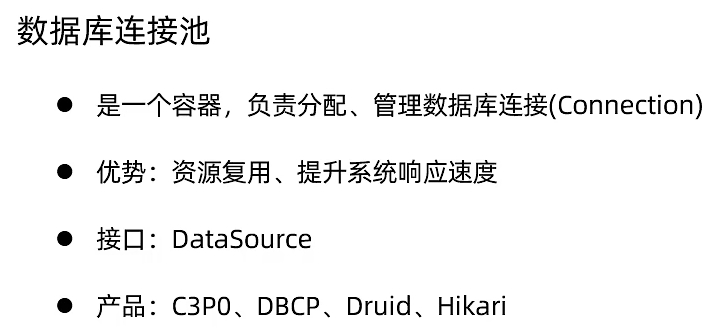 数据库连接池
● 是一个容器，负责分配、管理数据库连接(Connection)
● 优势：资源复用、提升系统响应速度
● 接口：DataSource
● 产品：C3P0、DBCP、Druid、Hikari